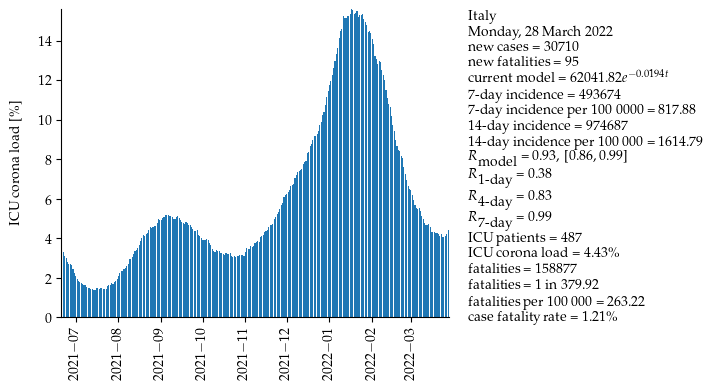 ICU corona load [%]
14
12
10
8
6
4
2
0
2021−07
2021−08
2021−09
2021−10
2021−11
2021−12
2022−01
2022−02
2022−03
Italy
Monday, 28 March 2022
new cases = 30710
new fatalities = 95
current model = 62041.82e^{−0.0194t}
7-day incidence = 493674
7-day incidence per 100 0000 = 817.88
14-day incidence = 974687
14-day incidence per 100 000 = 1614.79
R_model = 0.93, [0.86, 0.99]
R_1-day = 0.38
R_4-day = 0.83
R_7-day = 0.99
ICU patients = 487
ICU corona load = 4.43%
fatalities = 158877
fatalities = 1 in 379.92
fatalities per 100 000 = 263.22
case fatality rate = 1.21%